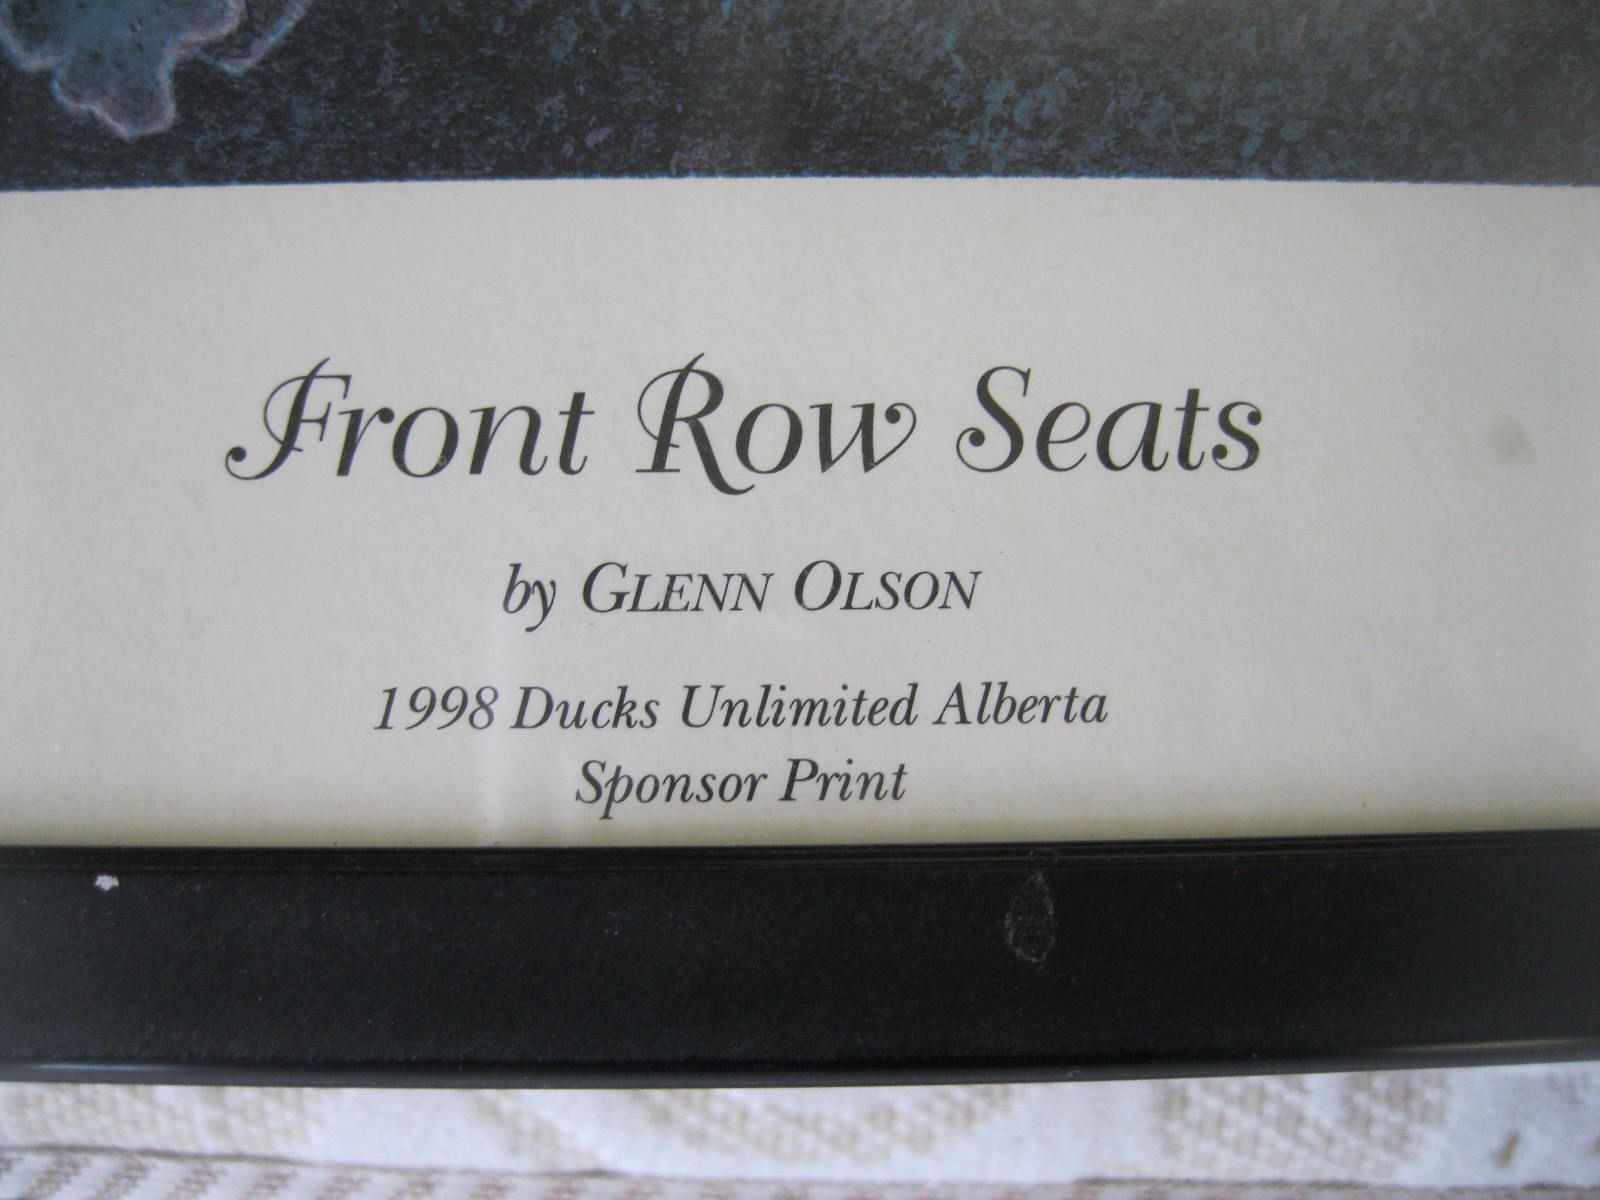 Front Row Seats
by GLENN OLSON
1998 Ducks Unlimited Alberta
Sponsor Print